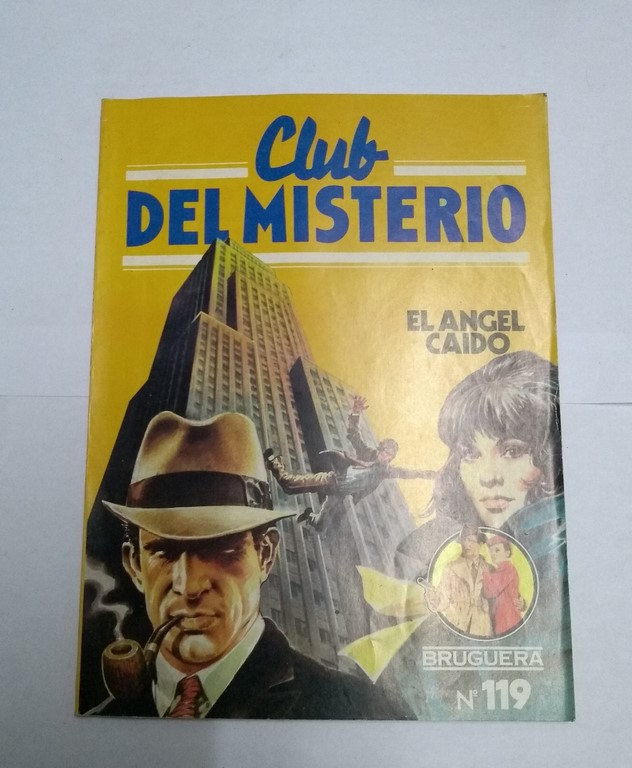 Club
DEL MISTERIO
EL ANGEL
CAIDO
BRUGUERA
Nº 119